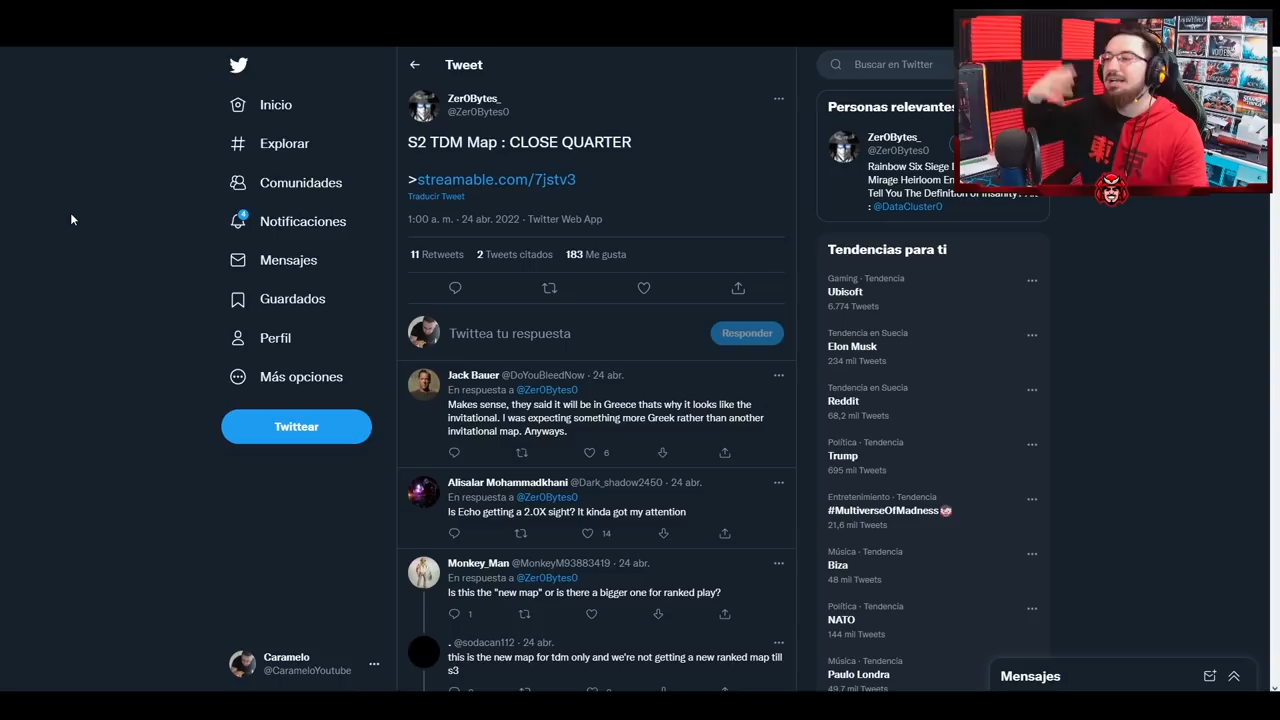 Inicio
Explorar
Comunidades
4
Notificaciones
Mensajes
Guardados
Perfil
Más opciones
Twittear
Caramelo
@CarameloYoutube
Tweet
Zer0Bytes_
@Zer0Bytes0
S2 TDM Map : CLOSE QUARTER
>streamable.com/7jstv3
Traducir Tweet
1:00 a. m. · 24 abr. 2022 · Twitter Web App
11 Retweets 2 Tweets citados 183 Me gusta
Twittea tu respuesta
Responder
Jack Bauer @DoYouBleedNow · 24 abr.
En respuesta a @Zer0Bytes0
Makes sense, they said it will be in Greece thats why it looks like the
invitational. I was expecting something more Greek rather than another
invitational map. Anyways.
6
Alisalar Mohammadkhani @Dark_shadow2450 · 24 abr.
En respuesta a @Zer0Bytes0
Is Echo getting a 2.0X sight? It kinda got my attention
14
Monkey_Man @MonkeyM93883419 · 24 abr.
En respuesta a @Zer0Bytes0
Is this the "new map" or is there a bigger one for ranked play?
1
. @sodacan112 · 24 abr.
this is the new map for tdm only and we're not getting a new ranked map till
s3
Buscar en Twitter
Personas relevantes
Zer0Bytes_
@Zer0Bytes0
Rainbow Six Siege
Mirage Heirloom En
Tell You The Definition of Insanity?
: @DataCluster0
Tendencias para ti
Gaming · Tendencia
Ubisoft
6.774 Tweets
Tendencia en Suecia
Elon Musk
234 mil Tweets
Tendencia en Suecia
Reddit
68,2 mil Tweets
Política · Tendencia
Trump
695 mil Tweets
Entretenimiento · Tendencia
#MultiverseOfMadness
21,6 mil Tweets
Música · Tendencia
Biza
48 mil Tweets
Política · Tendencia
NATO
144 mil Tweets
Música · Tendencia
Paulo Londra
49,7 mil Tweets
Mensajes